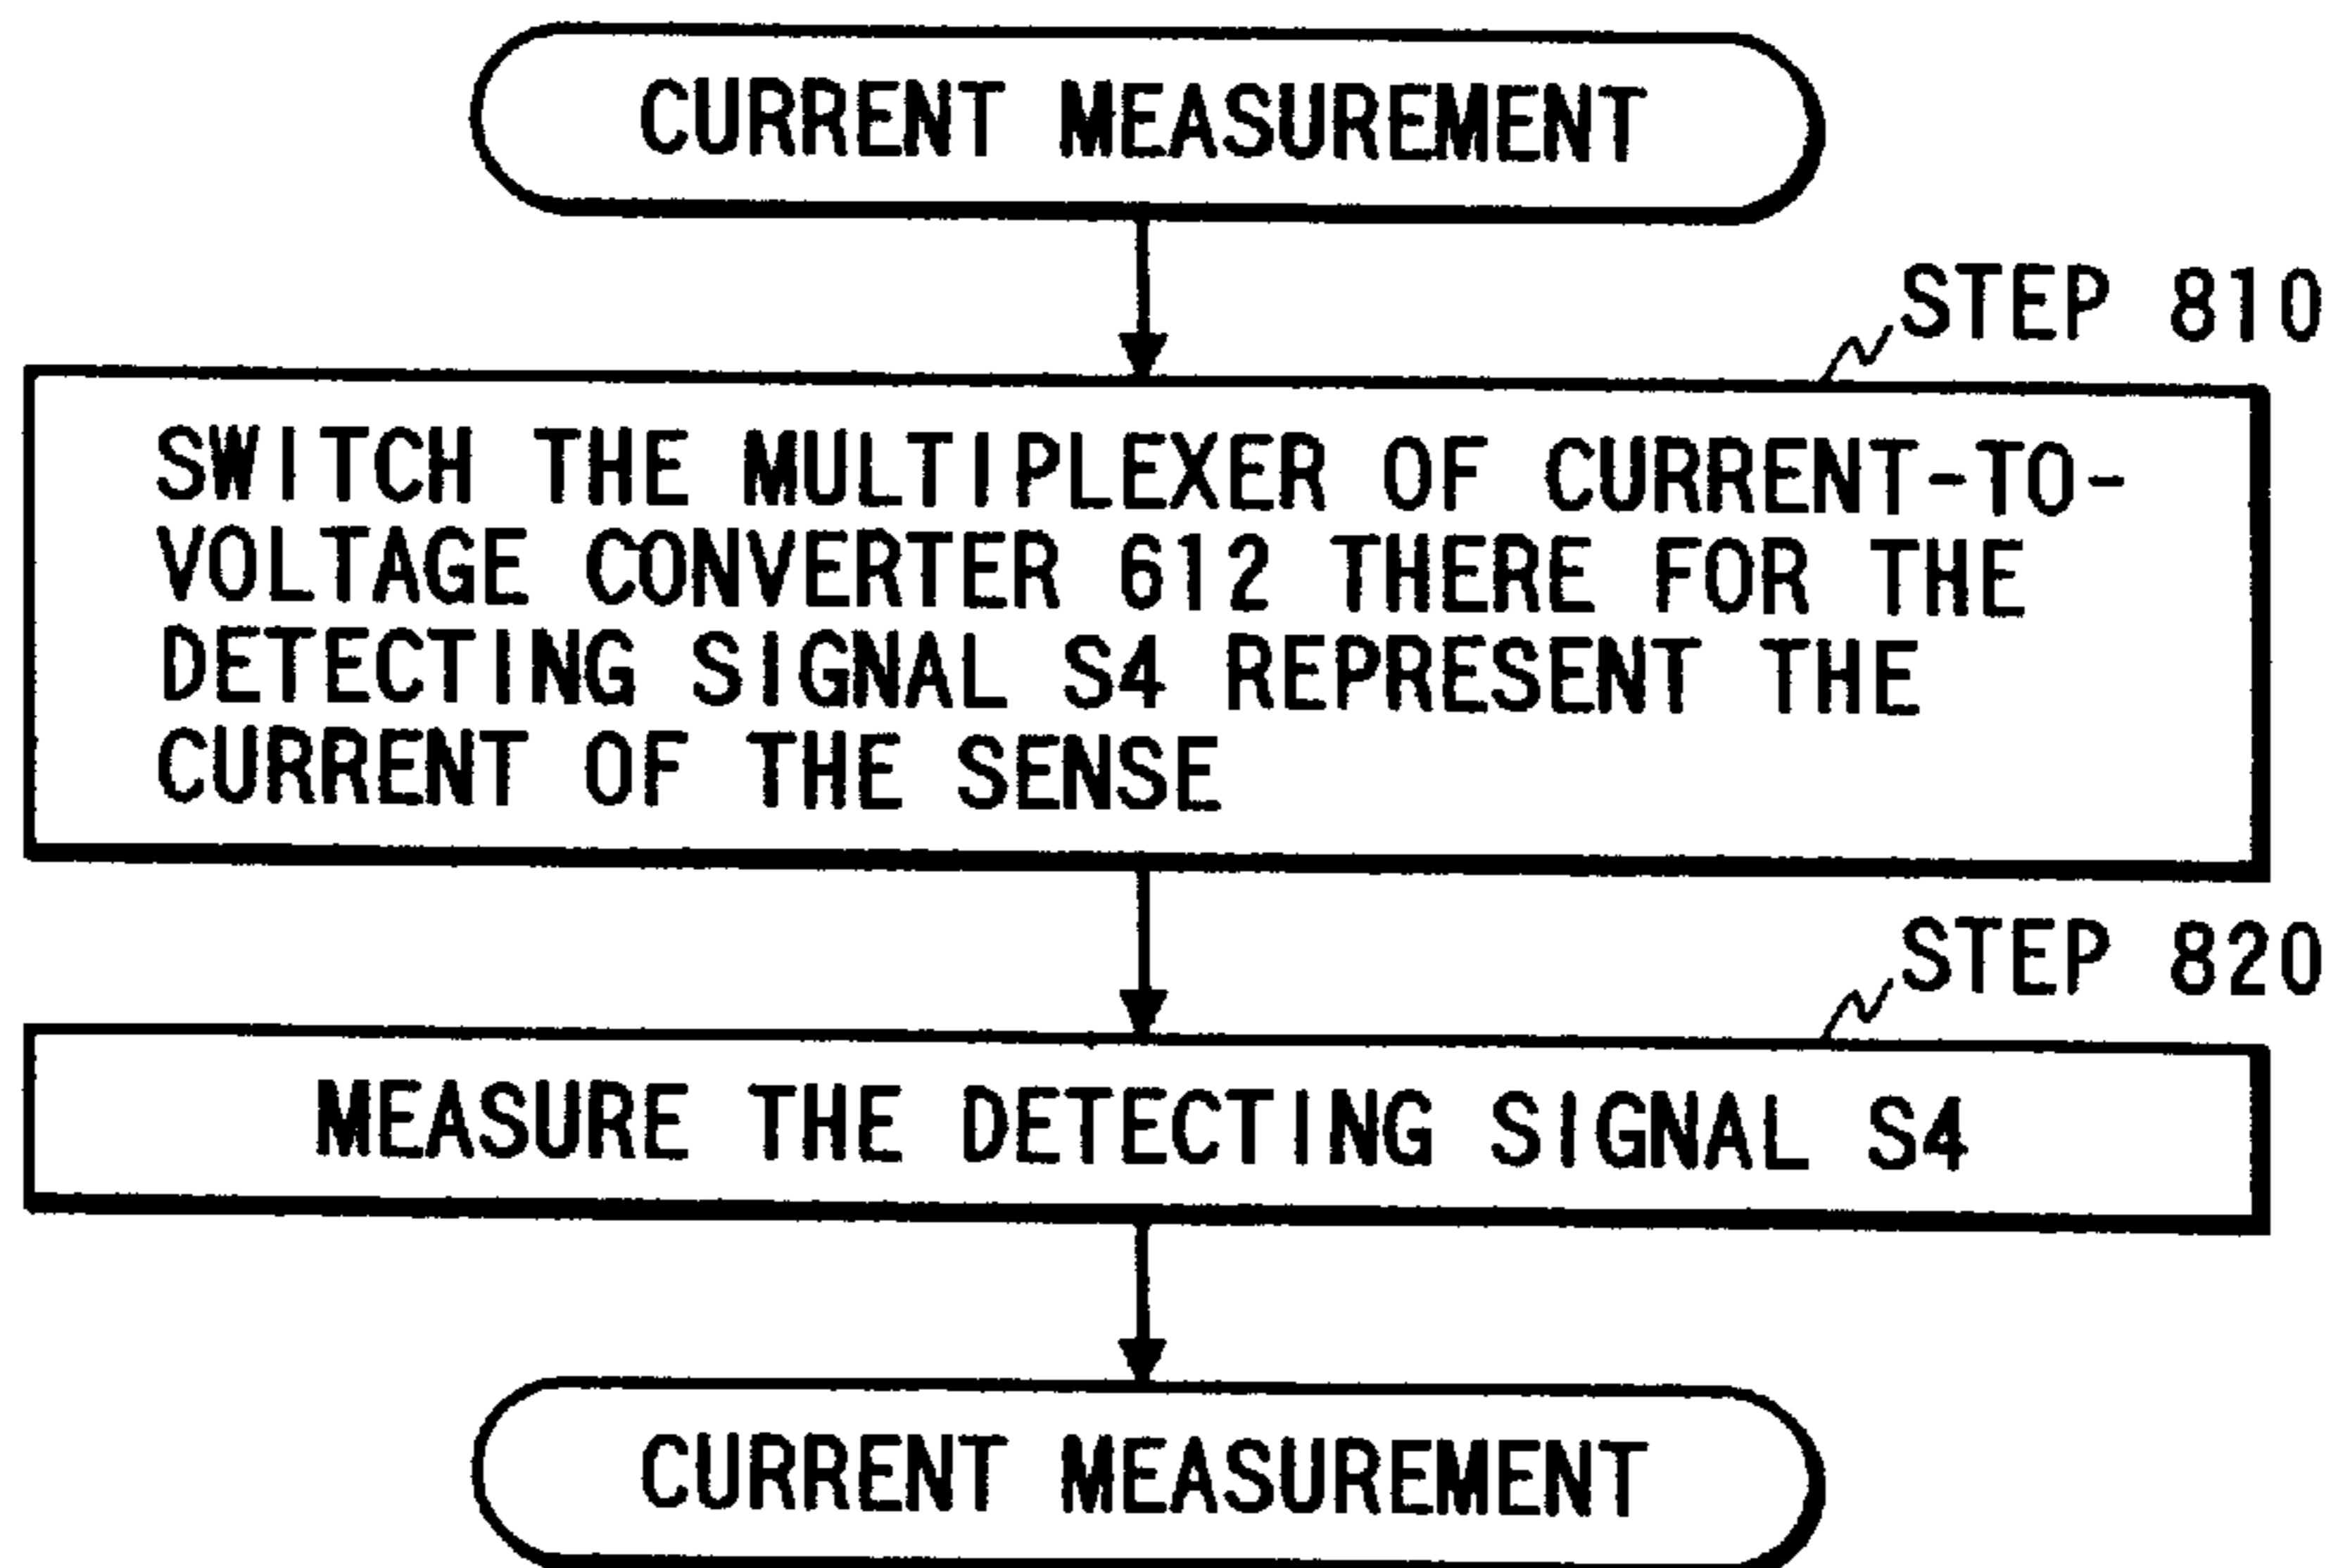 CURRENT MEASUREMENT
STEP 810
SWITCH THE MULTIPLEXER OF CURRENT-TO-
VOLTAGE CONVERTER 612 THERE FOR THE
DETECTING SIGNAL S4 REPRESENT THE
CURRENT OF THE SENSE
STEP 820
MEASURE THE DETECTING SIGNAL S4
CURRENT MEASUREMENT